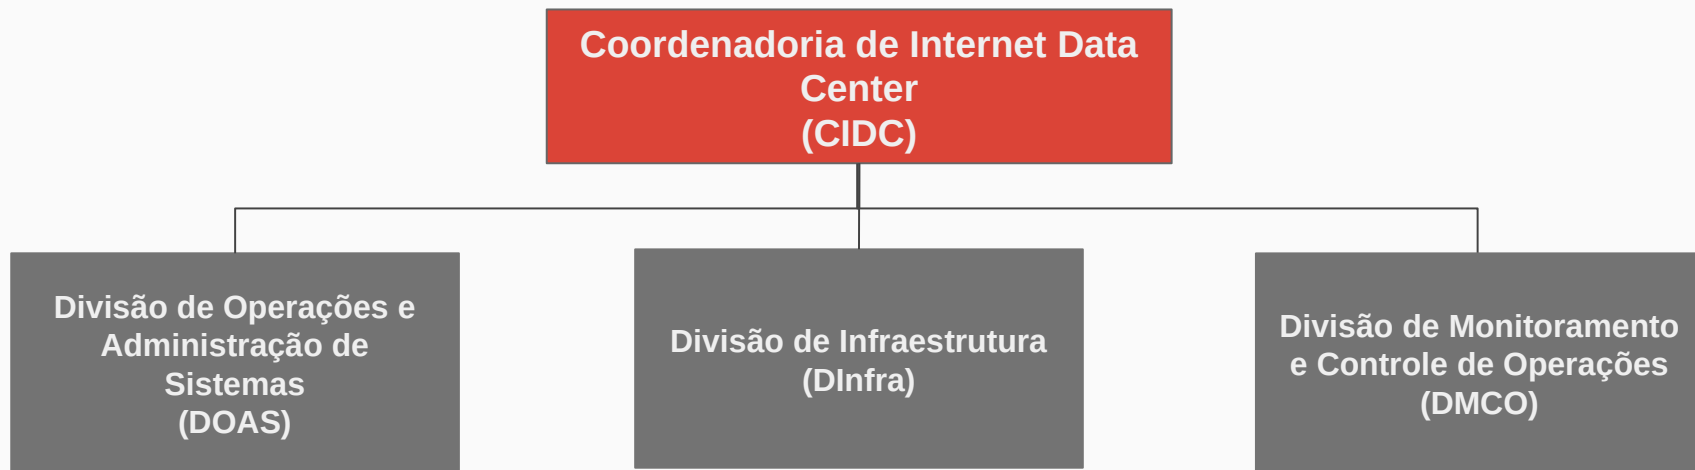 Coordenadoria de Internet Data
Center
(CIDC)
Divisão de Operações e
Administração de
Sistemas
(DOAS)
Divisão de Infraestrutura
(DInfra)
Divisão de Monitoramento
e Controle de Operações
(DMCO)